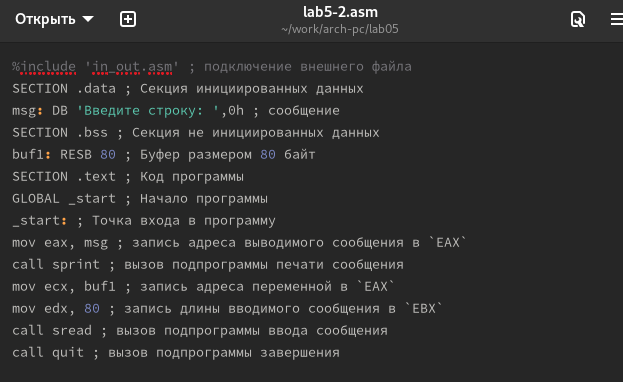 Открыть
lab5-2.asm
~/work/arch-pc/lab05
%include 'in_out.asm' ; подключение внешнего файла
SECTION .data ; Секция инициированных данных
msg: DB 'Введите строку: ',0h ; сообщение
SECTION .bss ; Секция не инициированных данных
buf1: RESB 80 ; Буфер размером 80 байт
SECTION .text ; Код программы
GLOBAL _start ; Начало программы
_start: ; Точка входа в программу
mov eax, msg ; запись адреса выводимого сообщения в `EAX`
call sprint ; вызов подпрограммы печати сообщения
mov ecx, buf1 ; запись адреса переменной в `EAX`
mov edx, 80 ; запись длины вводимого сообщения в `EBX`
call sread ; вызов подпрограммы ввода сообщения
call quit ; вызов подпрограммы завершения